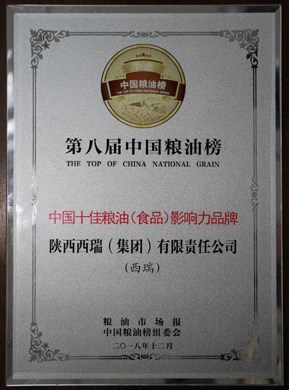 中国粮油榜
第八届中国粮油榜
THE TOP OF CHINA NATIONAL GRAIN
中国十佳粮油(食品)影响力品牌
陕西西瑞(集团)有限责任公司
(西瑞)
粮油市场报
中国粮油榜组委会
二〇一八年十二月